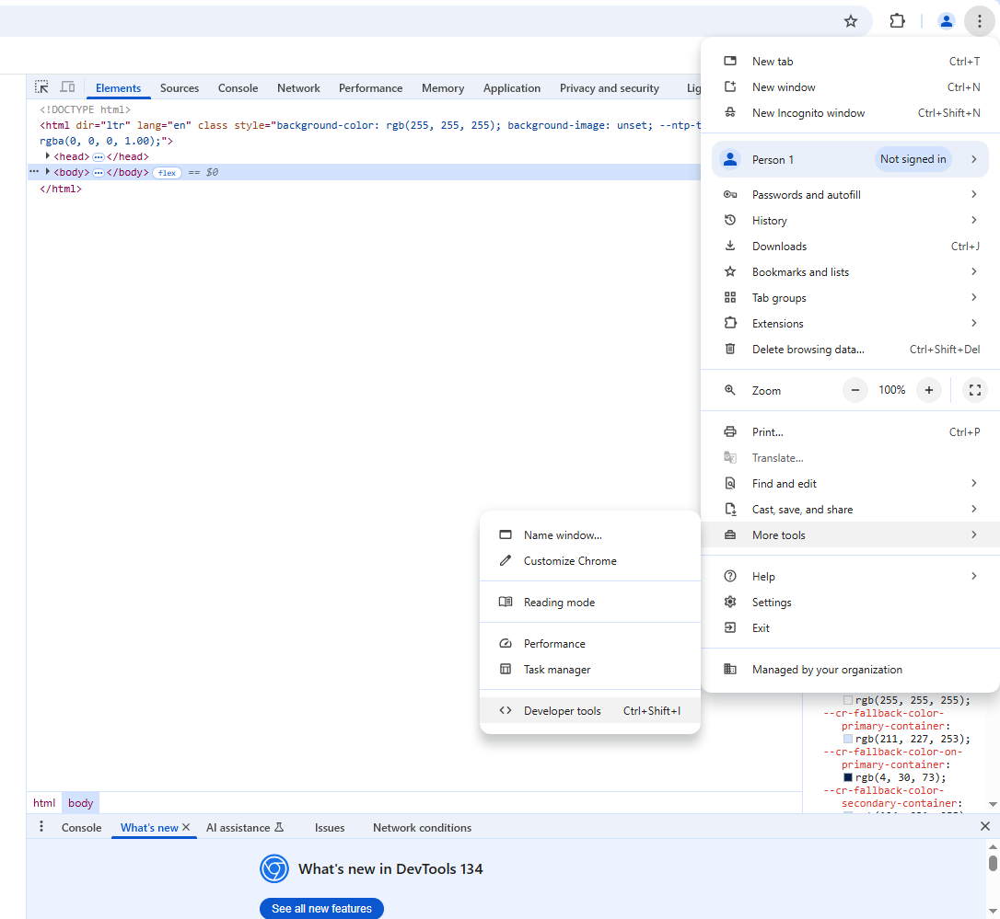 Elements Sources Console Network Performance Memory Application Privacy and security
<!DOCTYPE html>
<html dir="ltr" lang="en" class style="background-color: rgb(255, 255, 255); background-image: unset; --ntp-t
rgba(0, 0, 0, 1.00);">
<head> ··· </head>
<body> ··· </body> flex == $0
</html>
New tab Ctrl+T
New window Ctrl+N
New Incognito window Ctrl+Shift+N
Person 1 Not signed in
Passwords and autofill
History
Downloads Ctrl+J
Bookmarks and lists
Tab groups
Extensions
Delete browsing data... Ctrl+Shift+Del
Zoom − 100% +
Print... Ctrl+P
Translate...
Find and edit
Cast, save, and share
More tools
Help
Settings
Exit
Managed by your organization
Name window...
Customize Chrome
Reading mode
Performance
Task manager
Developer tools Ctrl+Shift+I
rgb(255, 255, 255);
--cr-fallback-color-
primary-container:
rgb(211, 227, 253);
--cr-fallback-color-on-
primary-container:
rgb(4, 30, 73);
--cr-fallback-color-
secondary-container:
html body
Console What's new AI assistance Issues Network conditions
What's new in DevTools 134
See all new features